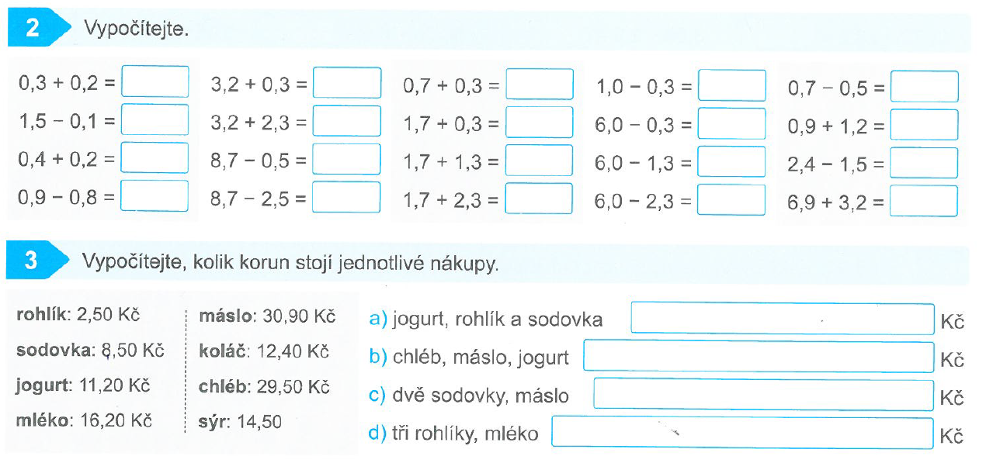 2 Vypočítejte.
0,3 + 0,2 = 3,2 + 0,3 = 0,7 + 0,3 = 1,0 − 0,3 = 0,7 − 0,5 =
1,5 − 0,1 = 3,2 + 2,3 = 1,7 + 0,3 = 6,0 − 0,3 = 0,9 + 1,2 =
0,4 + 0,2 = 8,7 − 0,5 = 1,7 + 1,3 = 6,0 − 1,3 = 2,4 − 1,5 =
0,9 − 0,8 = 8,7 − 2,5 = 1,7 + 2,3 = 6,0 − 2,3 = 6,9 + 3,2 =
3 Vypočítejte, kolik korun stojí jednotlivé nákupy.
rohlík: 2,50 Kč
sodovka: 8,50 Kč
jogurt: 11,20 Kč
mléko: 16,20 Kč
máslo: 30,90 Kč
koláč: 12,40 Kč
chléb: 29,50 Kč
sýr: 14,50
a) jogurt, rohlík a sodovka Kč
b) chléb, máslo, jogurt Kč
c) dvě sodovky, máslo Kč
d) tři rohlíky, mléko Kč